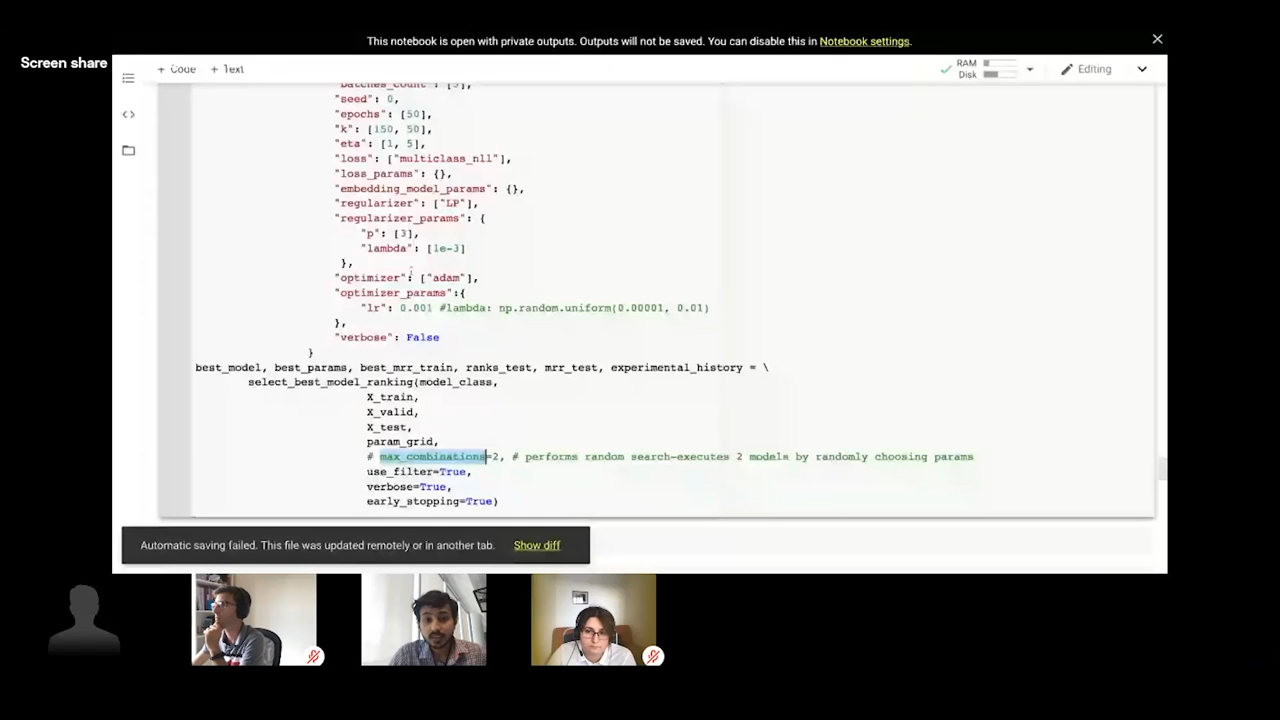 This notebook is open with private outputs. Outputs will not be saved. You can disable this in Notebook settings.
Screen share
+ Code + Text
RAM
Disk
Editing
"batches_count": [5],
"seed": 0,
"epochs": [50],
"k": [150, 50],
"eta": [1, 5],
"loss": ["multiclass_nll"],
"loss_params": {},
"embedding_model_params": {},
"regularizer": ["LP"],
"regularizer_params": {
"p": [3],
"lambda": [1e-3]
},
"optimizer": ["adam"],
"optimizer_params":{
"lr": 0.001 #lambda: np.random.uniform(0.00001, 0.01)
},
"verbose": False
}
best_model, best_params, best_mrr_train, ranks_test, mrr_test, experimental_history = \
select_best_model_ranking(model_class,
X_train,
X_valid,
X_test,
param_grid,
# max_combinations=2, # performs random search-executes 2 models by randomly choosing params
use_filter=True,
verbose=True,
early_stopping=True)
Automatic saving failed. This file was updated remotely or in another tab. Show diff